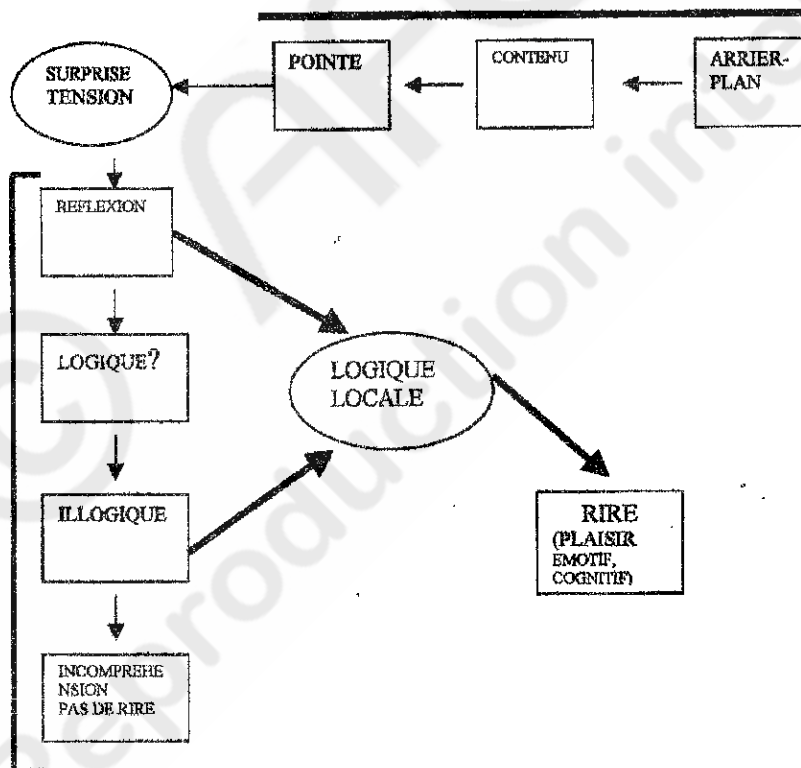 SURPRISE
TENSION
POINTE
CONTENU
ARRIER-
PLAN
REFLEXION
LOGIQUE?
LOGIQUE
LOCALE
ILLOGIQUE
RIRE
(PLAISIR
EMOTIF,
COGNITIF)
INCOMPREHE
NSION
PAS DE RIRE
©
reproduction